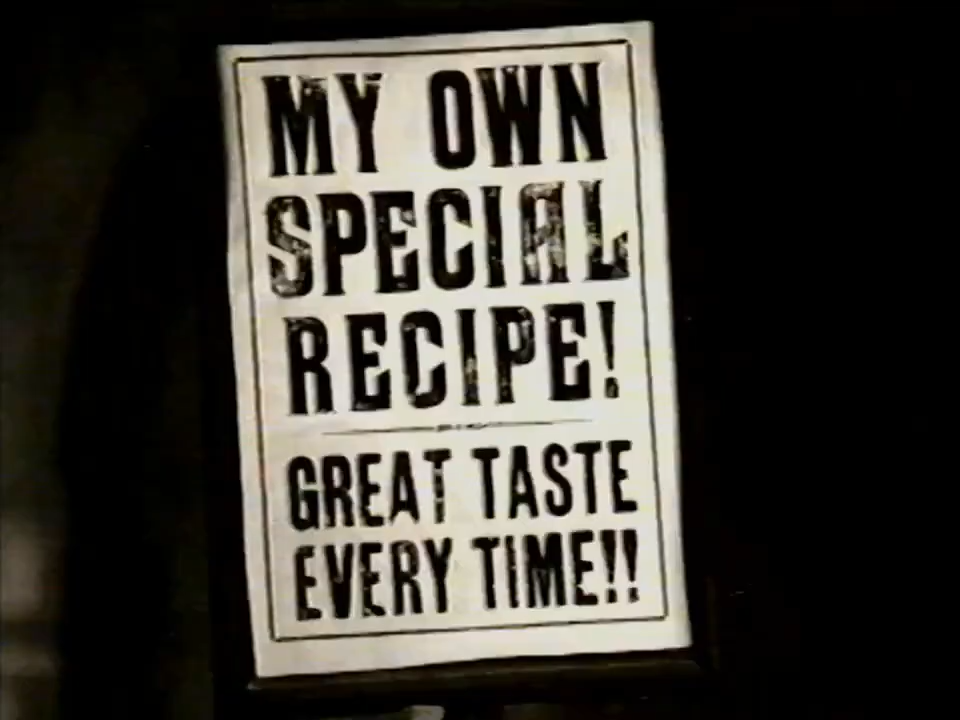 MY OWN
SPECIAL
RECIPE!
GREAT TASTE
EVERY TIME!!